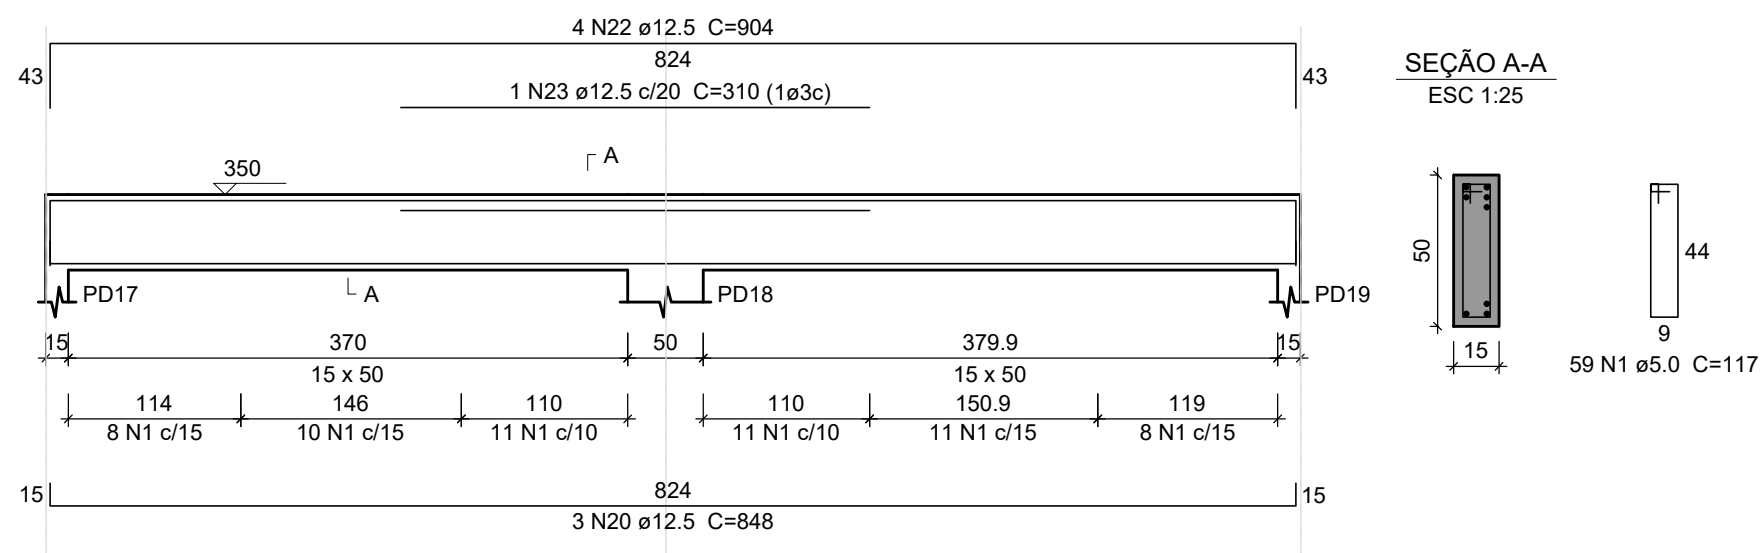 4 N22 ø12.5 C=904
43
824
43
1 N23 ø12.5 c/20 C=310 (1ø3c)
SEÇÃO A-A
ESC 1:25
A
350
50
44
A
PD17
PD18
PD19
15
370
50
379.9
15
15
9
15 x 50
15 x 50
59 N1 ø5.0 C=117
114
146
110
110
150.9
119
8 N1 c/15
10 N1 c/15
11 N1 c/10
11 N1 c/10
11 N1 c/15
8 N1 c/15
15
824
15
3 N20 ø12.5 C=848